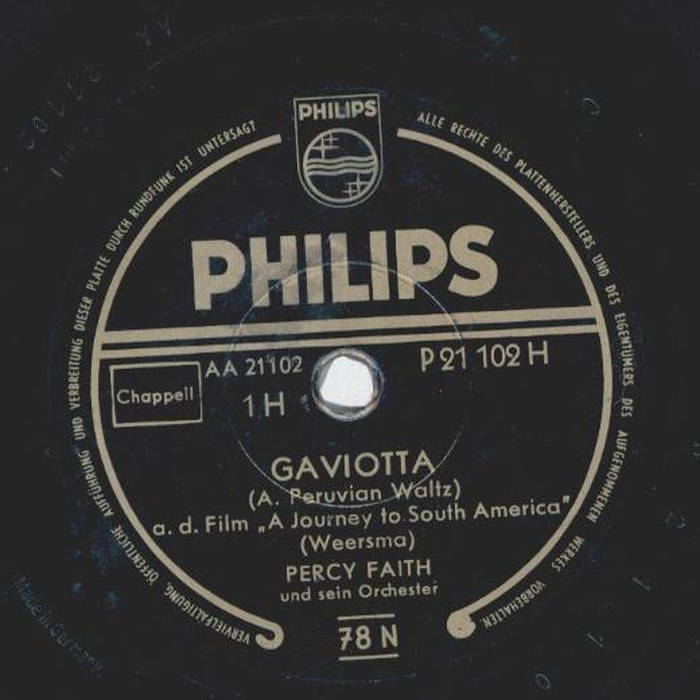 PHILIPS
ALLE RECHTE DES PLATTENHERSTELLERS UND DES EIGENTÜMERS DES AUFGENOMMENEN WERKES VORBEHALTEN
VERVIELFÄLTIGUNG, ÖFFENTLICHE AUFFÜHRUNG UND VERBREITUNG DIESER PLATTE DURCH RUNDFUNK IST UNTERSAGT
PHILIPS
AA 21102
P 21 102 H
Chappell
1 H
GAVIOTTA
(A. Peruvian Waltz)
a. d. Film „A Journey to South America"
(Weersma)
PERCY FAITH
und sein Orchester
78 N
Made in Germany